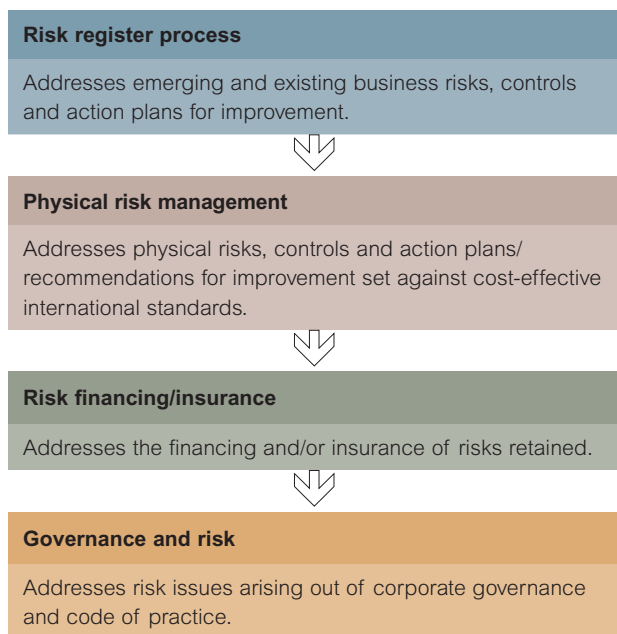 Risk register process
Addresses emerging and existing business risks, controls
and action plans for improvement.
Physical risk management
Addresses physical risks, controls and action plans/
recommendations for improvement set against cost-effective
international standards.
Risk financing/insurance
Addresses the financing and/or insurance of risks retained.
Governance and risk
Addresses risk issues arising out of corporate governance
and code of practice.